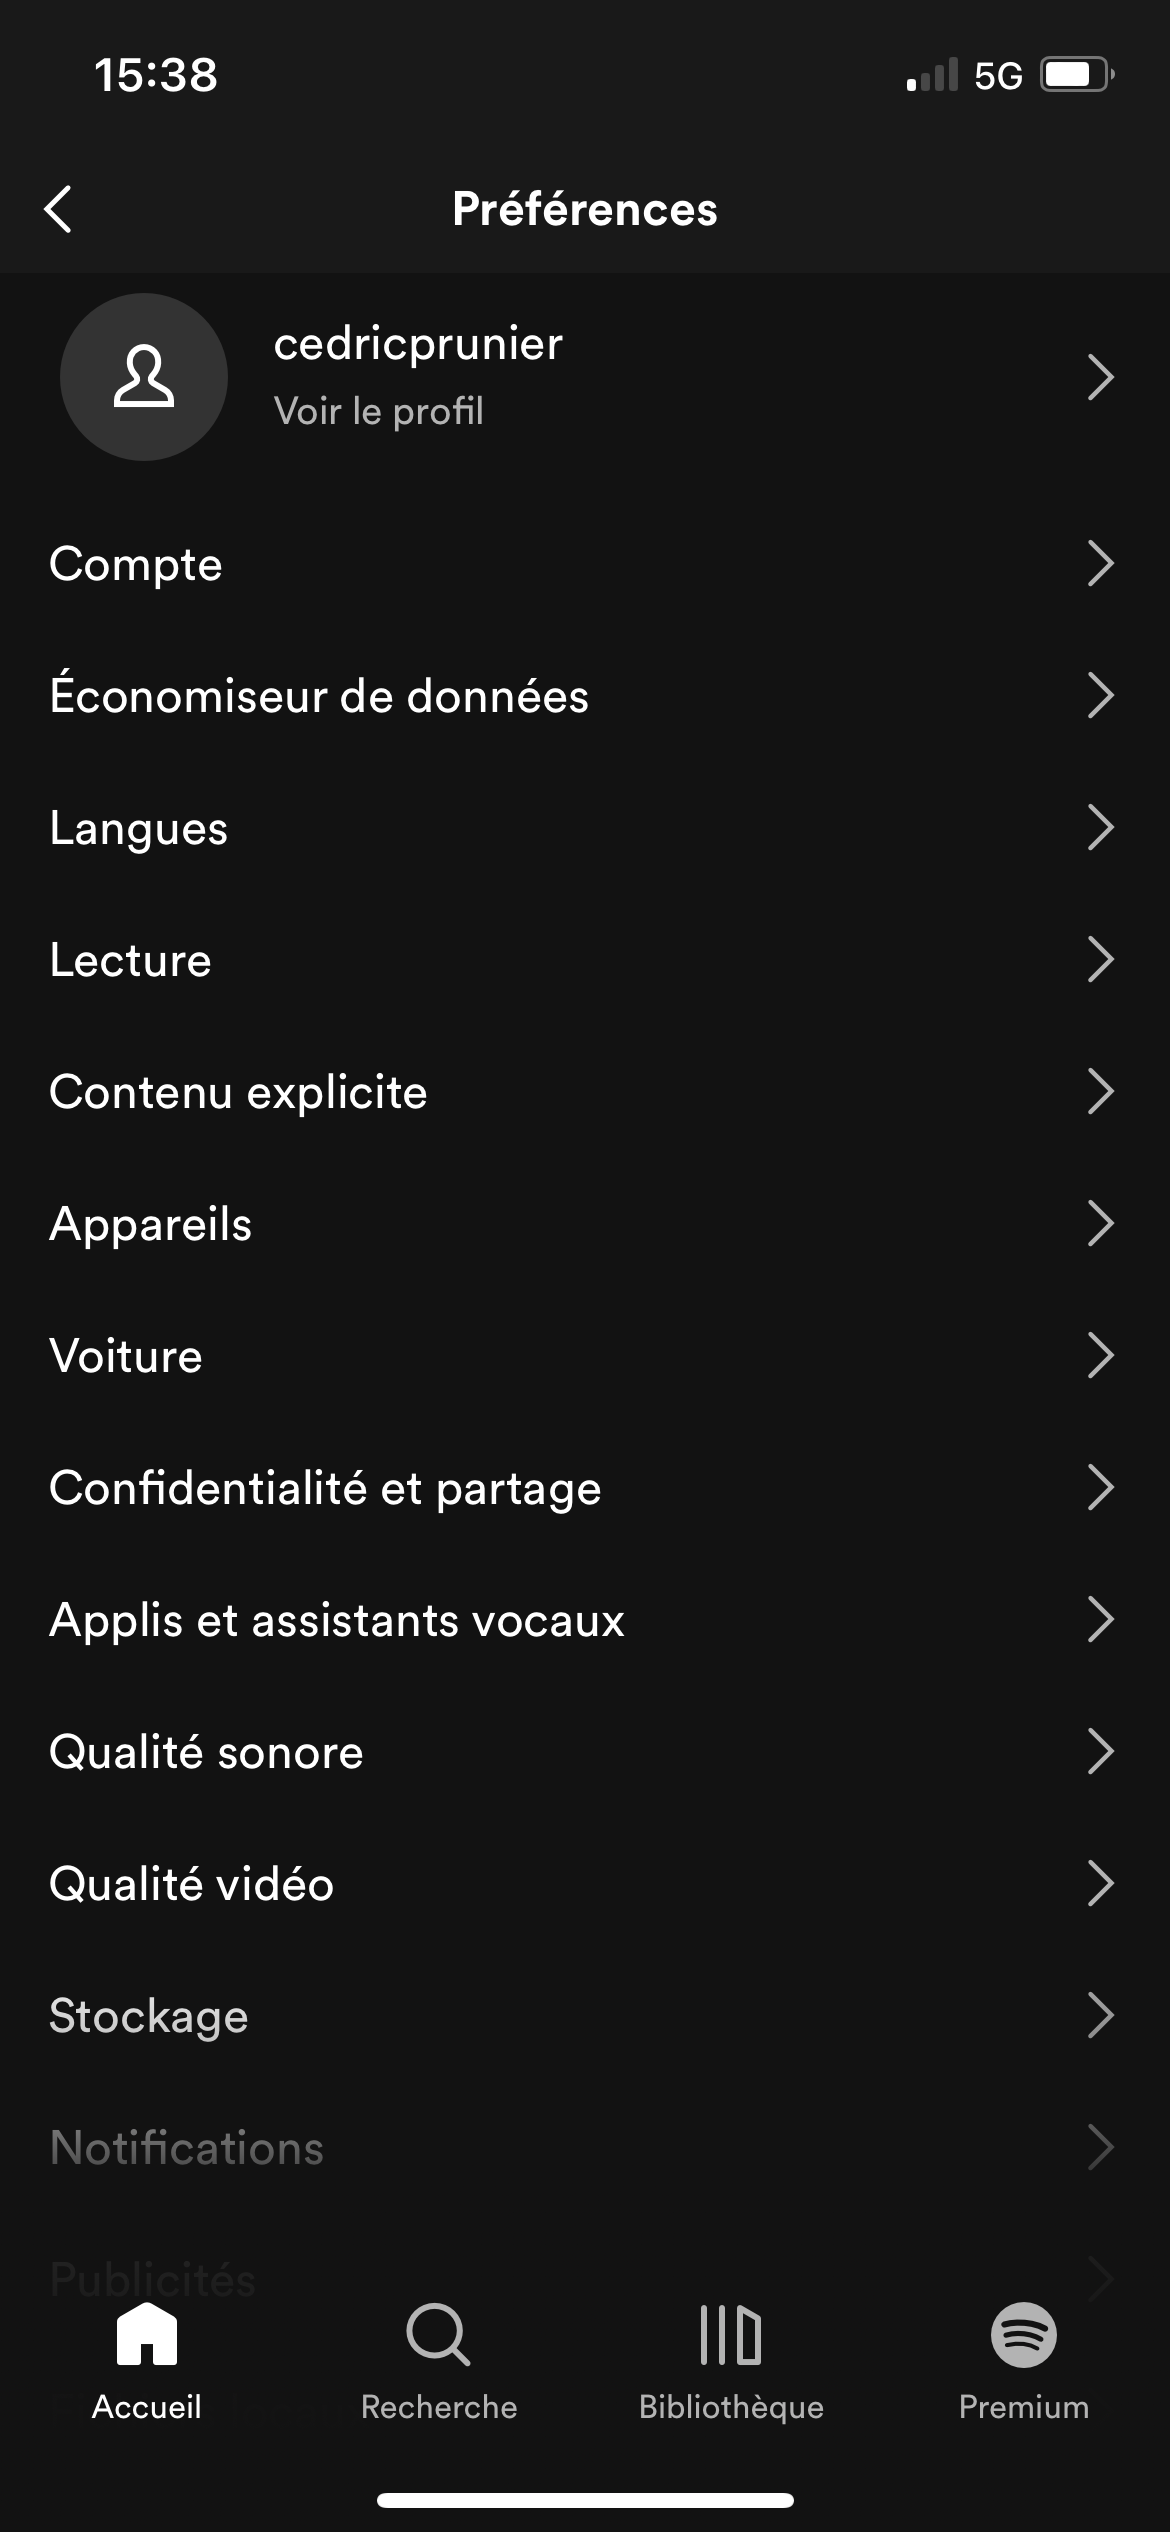 15:38
5G
Préférences
cedricprunier
Voir le profil
Compte
Économiseur de données
Langues
Lecture
Contenu explicite
Appareils
Voiture
Confidentialité et partage
Applis et assistants vocaux
Qualité sonore
Qualité vidéo
Stockage
Notifications
Publicités
Accueil
Recherche
Bibliothèque
Premium